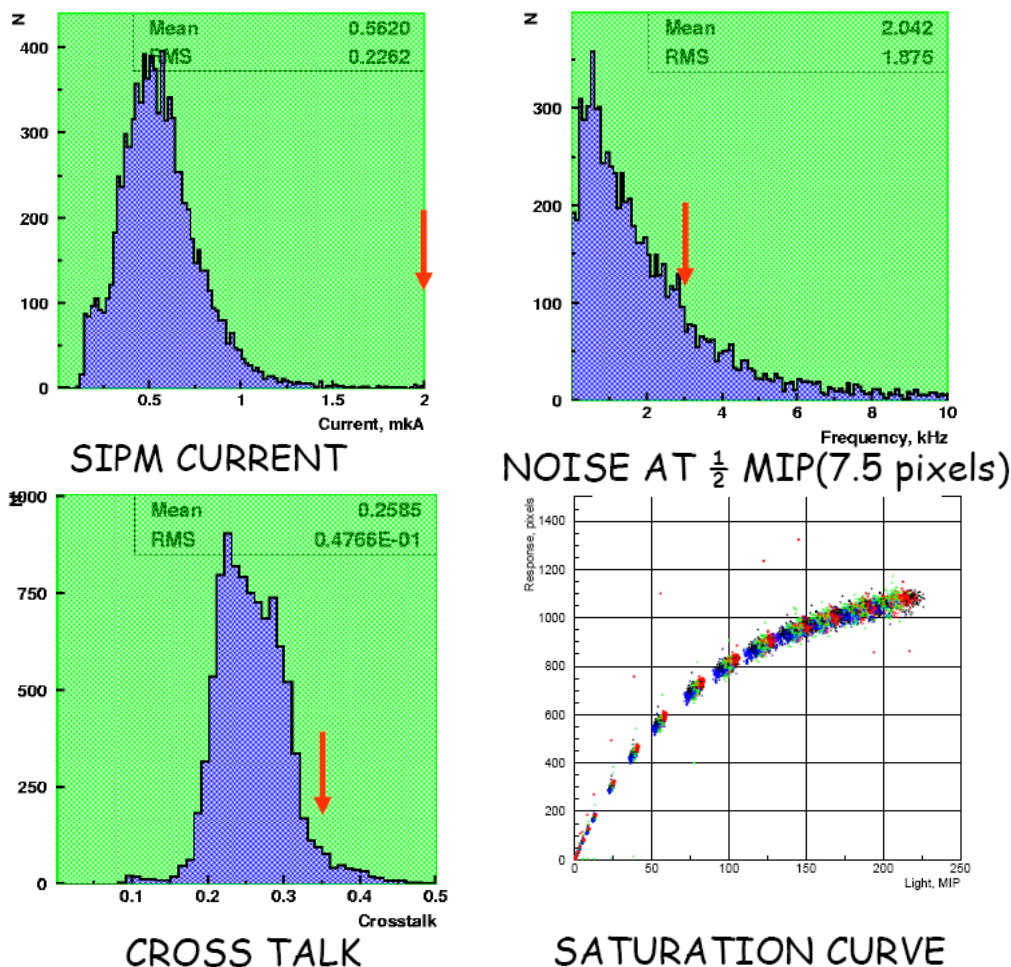 N
Mean 0.5620
RMS 0.2262
400
300
200
100
0
0.5
1
1.5
2
Current, mkA
SIPM CURRENT
N
Mean 2.042
RMS 1.875
300
200
100
0
2
4
6
8
10
Frequency, kHz
NOISE AT ½ MIP(7.5 pixels)
N
Mean 0.2585
RMS 0.4766E-01
1000
750
500
250
0
0.1
0.2
0.3
0.4
0.5
Crosstalk
CROSS TALK
Response, pixels
1400
1200
1000
800
600
400
200
0
0
50
100
150
200
250
Light, MIP
SATURATION CURVE